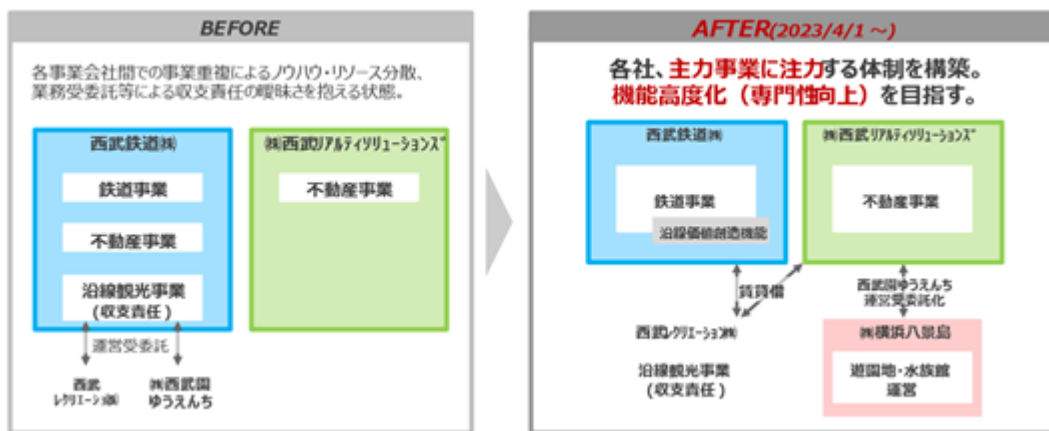 BEFORE
各事業会社間での事業重複によるノウハウ・リソース分散、
業務受委託等による収支責任の曖昧さを抱える状態。
西武鉄道㈱
鉄道事業
不動産事業
沿線観光事業
(収支責任)
運営受委託
西武
レクリエーション㈱
㈱西武園
ゆうえんち
㈱西武リアルティソリューションズ
不動産事業
AFTER(2023/4/1～)
各社、主力事業に注力する体制を構築。
機能高度化（専門性向上）を目指す。
西武鉄道㈱
鉄道事業
沿線価値創造機能
㈱西武リアルティソリューションズ
不動産事業
賃貸借
西武レクリエーション㈱
沿線観光事業
(収支責任)
西武園ゆうえんち
運営受委託化
㈱横浜八景島
遊園地・水族館
運営